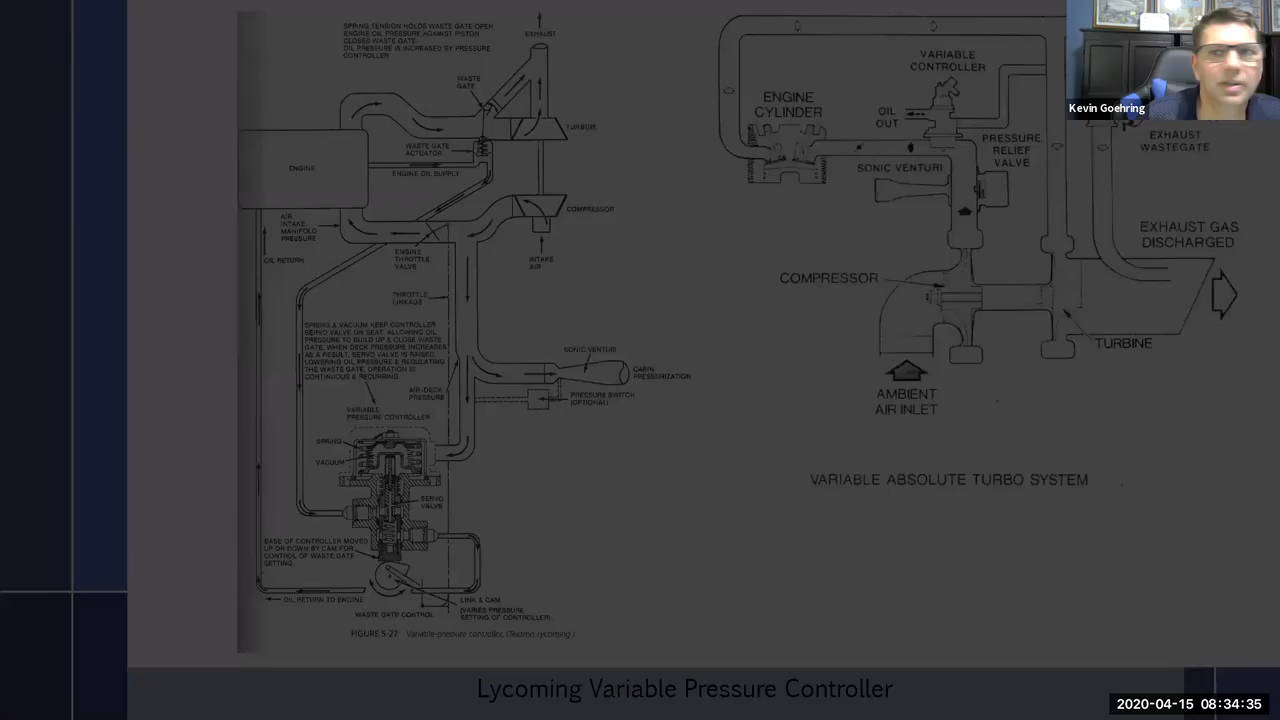 SPRING TENSION HOLDS WASTE GATE OPEN
ENGINE OIL PRESSURE AGAINST PISTON
CLOSES WASTE GATE.
OIL PRESSURE IS INCREASED BY PRESSURE
CONTROLLER
EXHAUST
WASTE
GATE
TURBINE
WASTE GATE
ACTUATOR
ENGINE
ENGINE OIL SUPPLY
COMPRESSOR
AIR
INTAKE
MANIFOLD
PRESSURE
OIL RETURN
ENGINE
THROTTLE
VALVE
INTAKE
AIR
THROTTLE
LINKAGE
SPRING & VACUUM KEEP CONTROLLER
SERVO VALVE ON SEAT, ALLOWING OIL
PRESSURE TO BUILD UP & CLOSE WASTE
GATE. WHEN DECK PRESSURE INCREASES
AS A RESULT, SERVO VALVE IS RAISED,
LOWERING OIL PRESSURE & REGULATING
THE WASTE GATE. OPERATION IS
CONTINUOUS & RECURRING.
SONIC VENTURI
CABIN
PRESSURIZATION
AIR-DECK
PRESSURE
PRESSURE SWITCH
(OPTIONAL)
VARIABLE
PRESSURE CONTROLLER
SPRING
VACUUM
SERVO
VALVE
BASE OF CONTROLLER MOVED
UP OR DOWN BY CAM FOR
CONTROL OF WASTE GATE
SETTING.
OIL RETURN TO ENGINE
LINK & CAM
(VARIES PRESSURE
SETTING OF CONTROLLER).
WASTE GATE CONTROL
FIGURE 5-27 Variable-pressure controller. (Textron Lycoming.)
VARIABLE
CONTROLLER
ENGINE
CYLINDER
OIL
OUT
PRESSURE
RELIEF
VALVE
SONIC VENTURI
EXHAUST
WASTEGATE
EXHAUST GAS
DISCHARGED
COMPRESSOR
TURBINE
AMBIENT
AIR INLET
VARIABLE ABSOLUTE TURBO SYSTEM
Kevin Goehring
Lycoming Variable Pressure Controller
2020-04-15 08:34:35